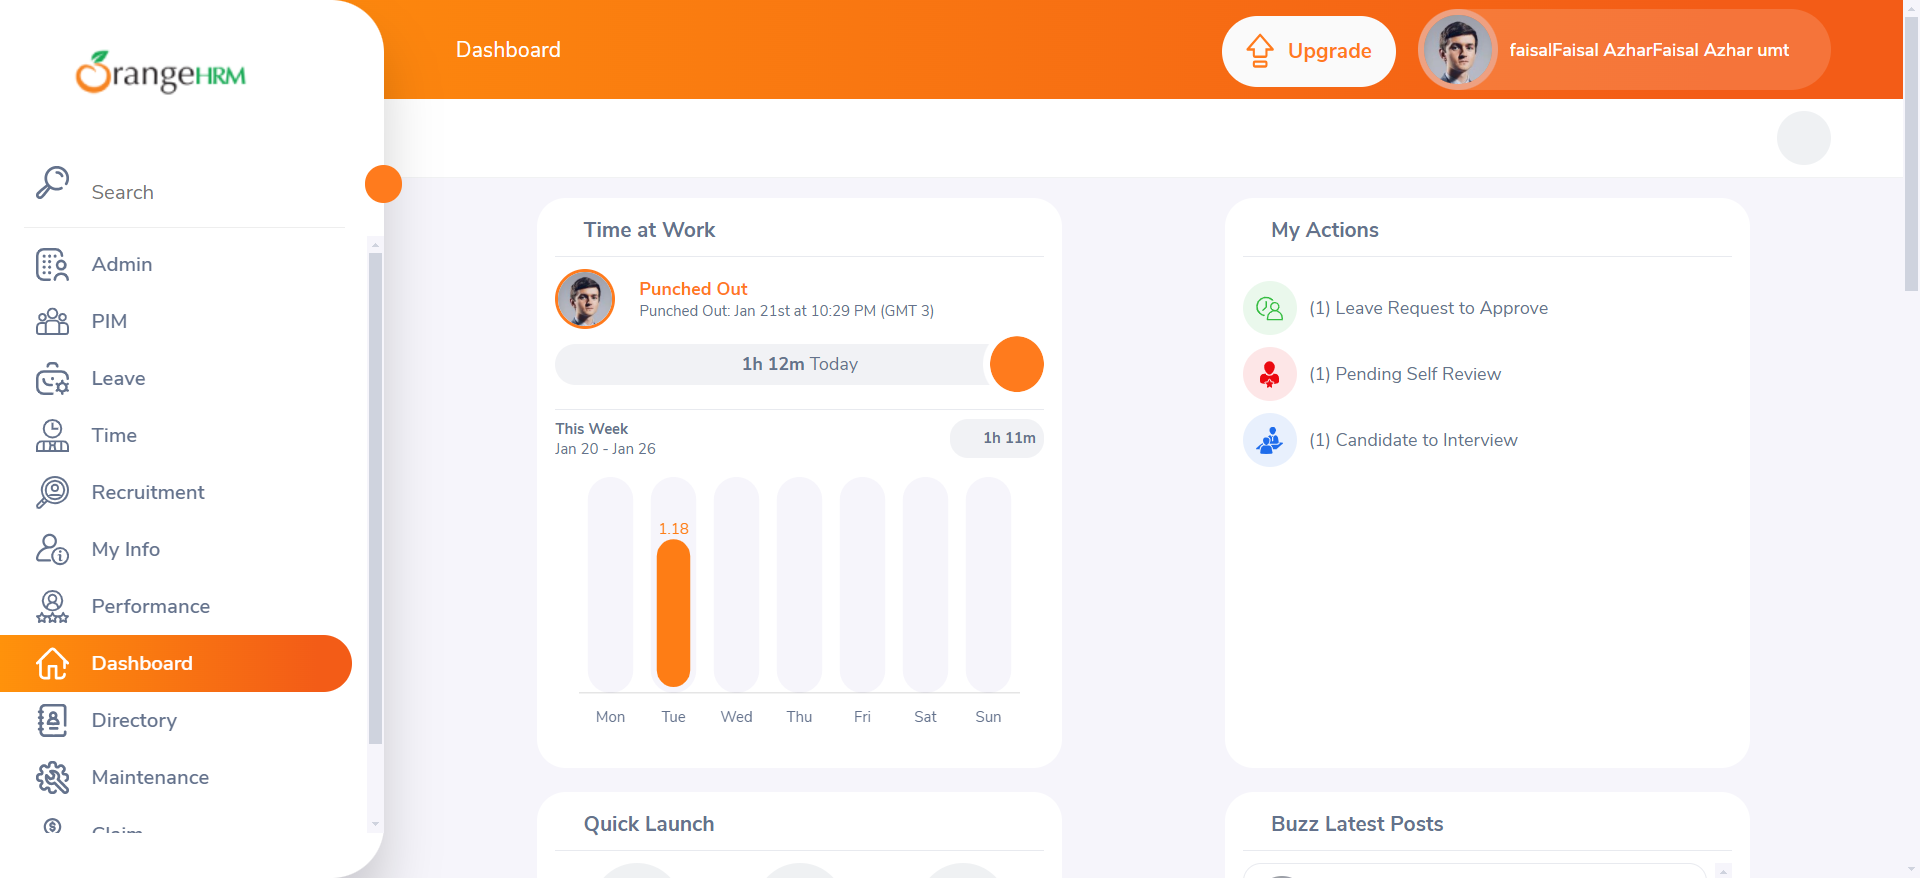 OrangeHRM
Dashboard
Upgrade
faisalFaisal AzharFaisal Azhar umt
Search
Admin
PIM
Leave
Time
Recruitment
My Info
Performance
Dashboard
Directory
Maintenance
Claim
Time at Work
Punched Out
Punched Out: Jan 21st at 10:29 PM (GMT 3)
1h 12m Today
This Week
Jan 20 - Jan 26
1h 11m
1.18
Mon Tue Wed Thu Fri Sat Sun
My Actions
(1) Leave Request to Approve
(1) Pending Self Review
(1) Candidate to Interview
Quick Launch
Buzz Latest Posts